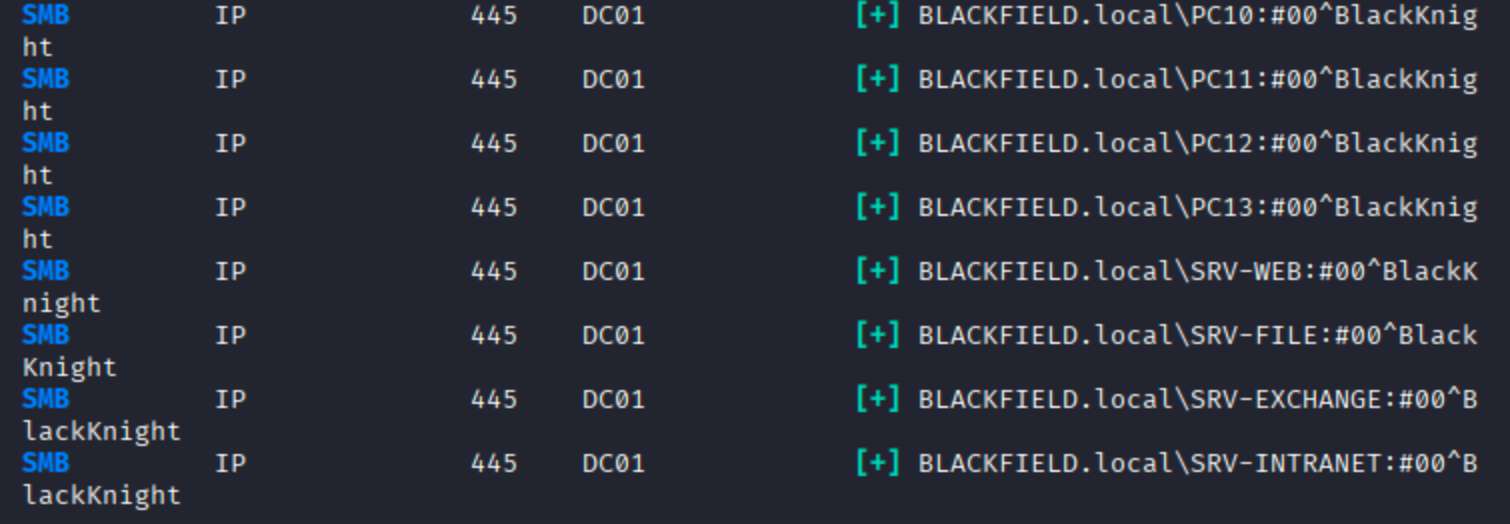 SMB IP 445 DC01 [+] BLACKFIELD.local\PC10:#00^BlackKnig
ht
SMB IP 445 DC01 [+] BLACKFIELD.local\PC11:#00^BlackKnig
ht
SMB IP 445 DC01 [+] BLACKFIELD.local\PC12:#00^BlackKnig
ht
SMB IP 445 DC01 [+] BLACKFIELD.local\PC13:#00^BlackKnig
ht
SMB IP 445 DC01 [+] BLACKFIELD.local\SRV-WEB:#00^BlackK
night
SMB IP 445 DC01 [+] BLACKFIELD.local\SRV-FILE:#00^Black
Knight
SMB IP 445 DC01 [+] BLACKFIELD.local\SRV-EXCHANGE:#00^B
lackKnight
SMB IP 445 DC01 [+] BLACKFIELD.local\SRV-INTRANET:#00^B
lackKnight